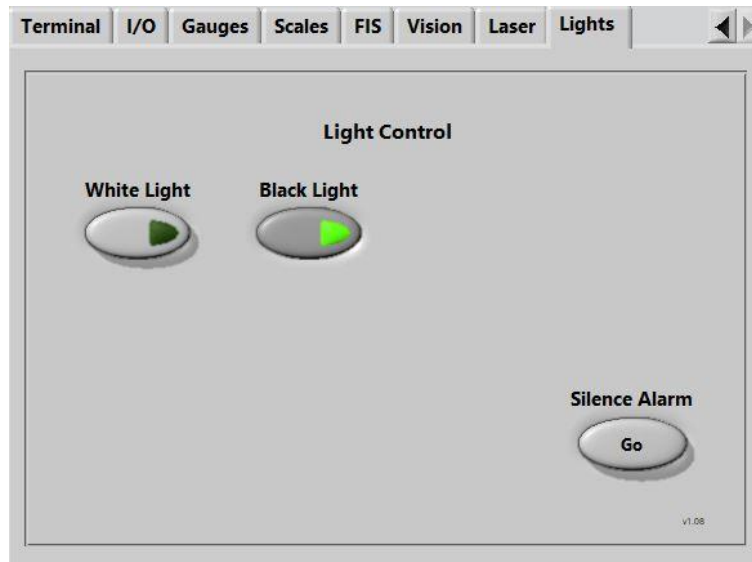 Terminal I/O Gauges Scales FIS Vision Laser Lights
Light Control
White Light Black Light
Silence Alarm
Go
v1.08